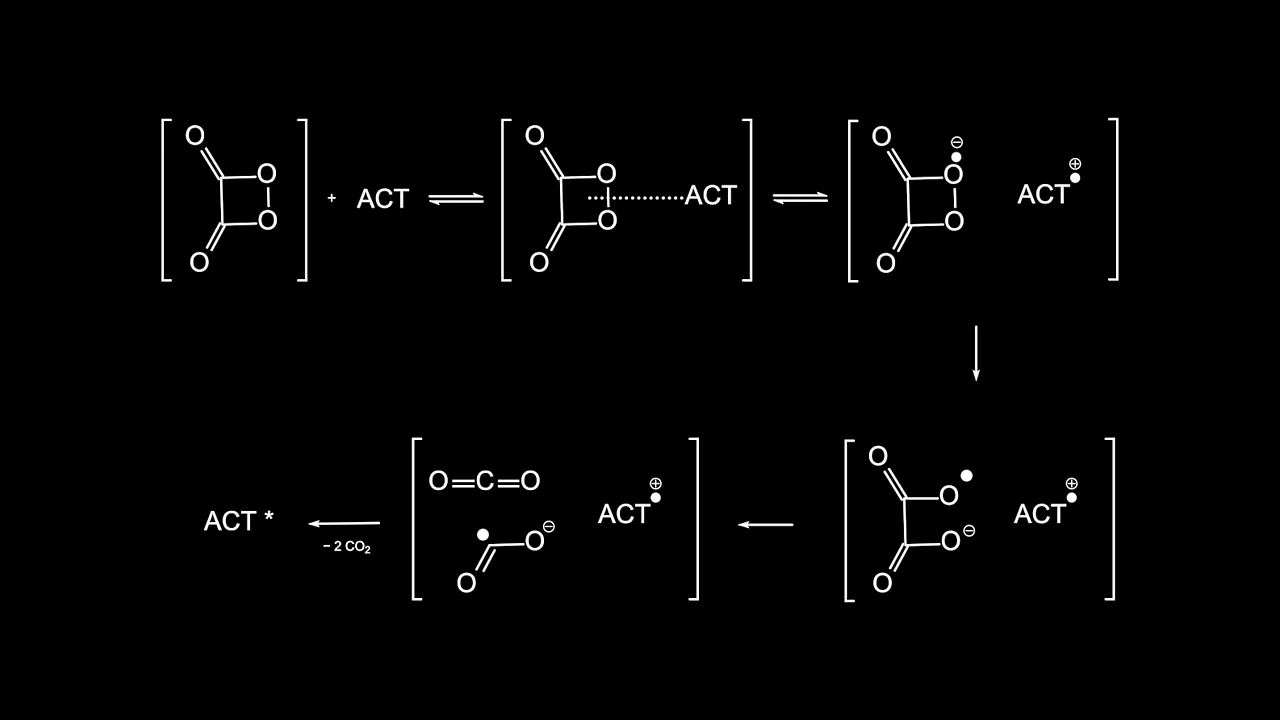 O O O O + ACT
O O O O ACT
O O ⊖ O O ACT ⊕
O O O O ⊖ ACT ⊕
O=C=O O O ⊖ ACT ⊕
− 2 CO₂
ACT *